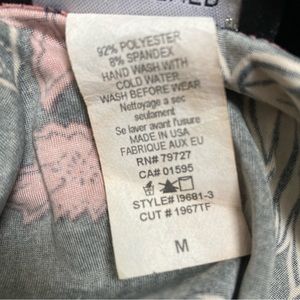 92% POLYESTER
8% SPANDEX
HAND WASH WITH
COLD WATER
WASH BEFORE WEAR
Nettoyage a sec
seulement
Se laver avant l'usure
MADE IN USA
FABRIQUE AUX EU
RN# 79727
CA# 01595
STYLE# I9681-3
CUT # 1967TF
M